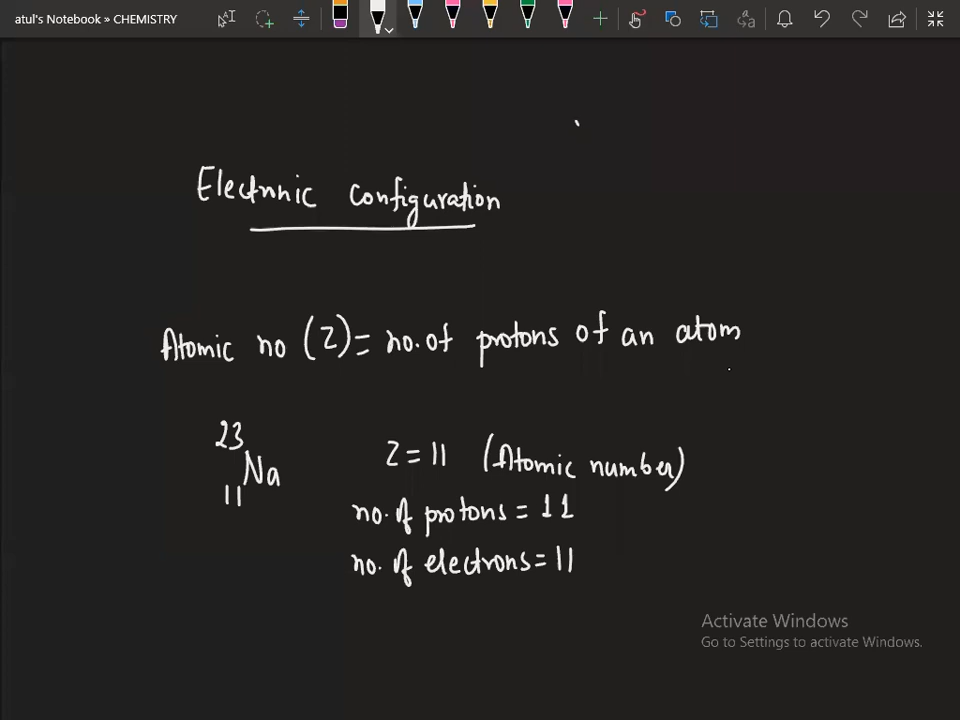 atul's Notebook » CHEMISTRY
Electronic configuration
Atomic no (Z) = no. of protons of an atom
23
Na
11
Z = 11 (Atomic number)
no. of protons = 11
no. of electrons = 11
Activate Windows
Go to Settings to activate Windows.